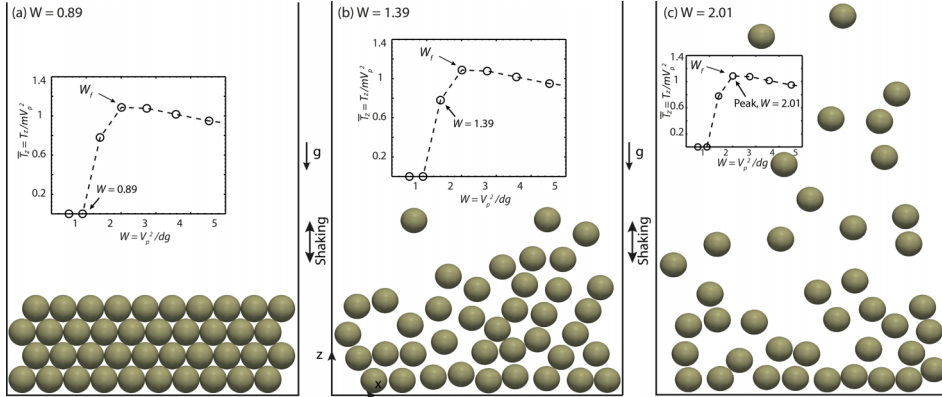 (a) W = 0.89
1.4
W_f
1
T̅_z = T_z/mV_p^2
0.6
W = 0.89
0.2
1 2 3 4 5
W = V_p^2/dg
g
Shaking
(b) W = 1.39
1.4
W_f
1
T̅_z = T_z/mV_p^2
0.6
W = 1.39
0.2
1 2 3 4 5
W = V_p^2/dg
z
x
g
Shaking
(c) W = 2.01
1.4
W_f
1
T̅_z = T_z/mV_p^2
Peak, W = 2.01
0.6
0.2
1 2 3 4 5
W = V_p^2/dg